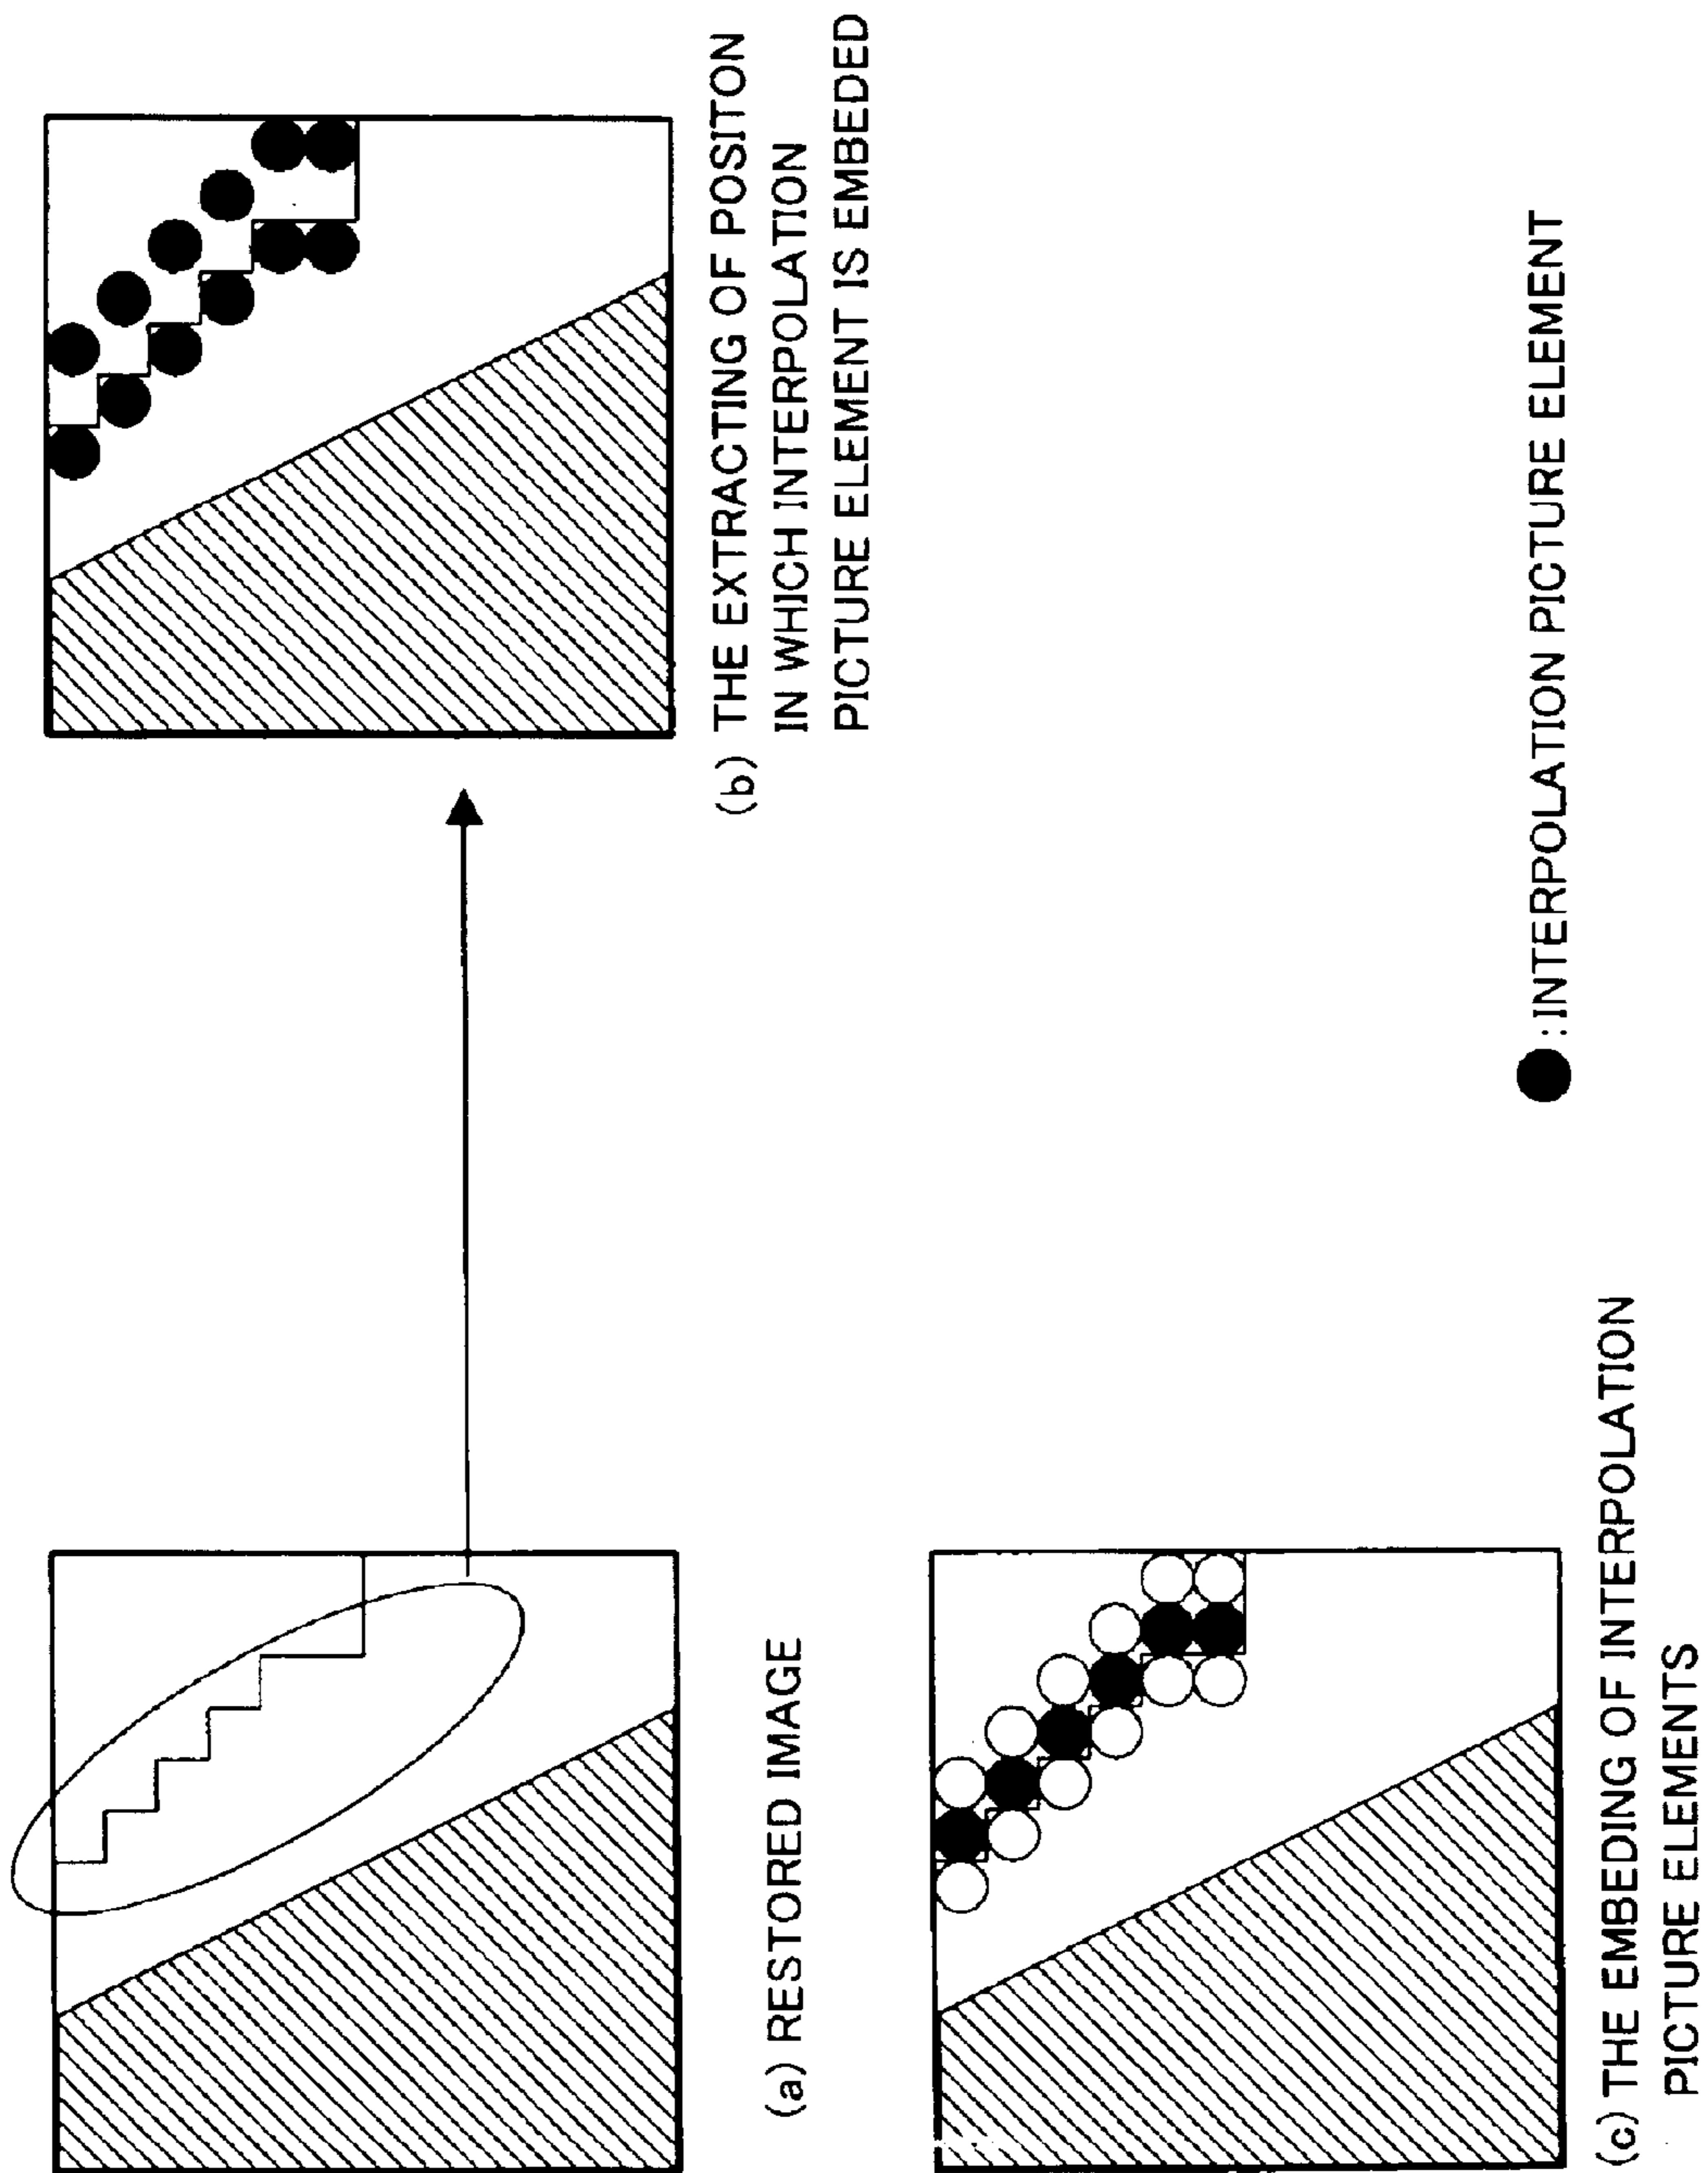 (a) RESTORED IMAGE
(b) THE EXTRACTING OF POSITON
IN WHICH INTERPOLATION
PICTURE ELEMENT IS EMBEDED
(c) THE EMBEDING OF INTERPOLATION
PICTURE ELEMENTS
:INTERPOLATION PICTURE ELEMENT